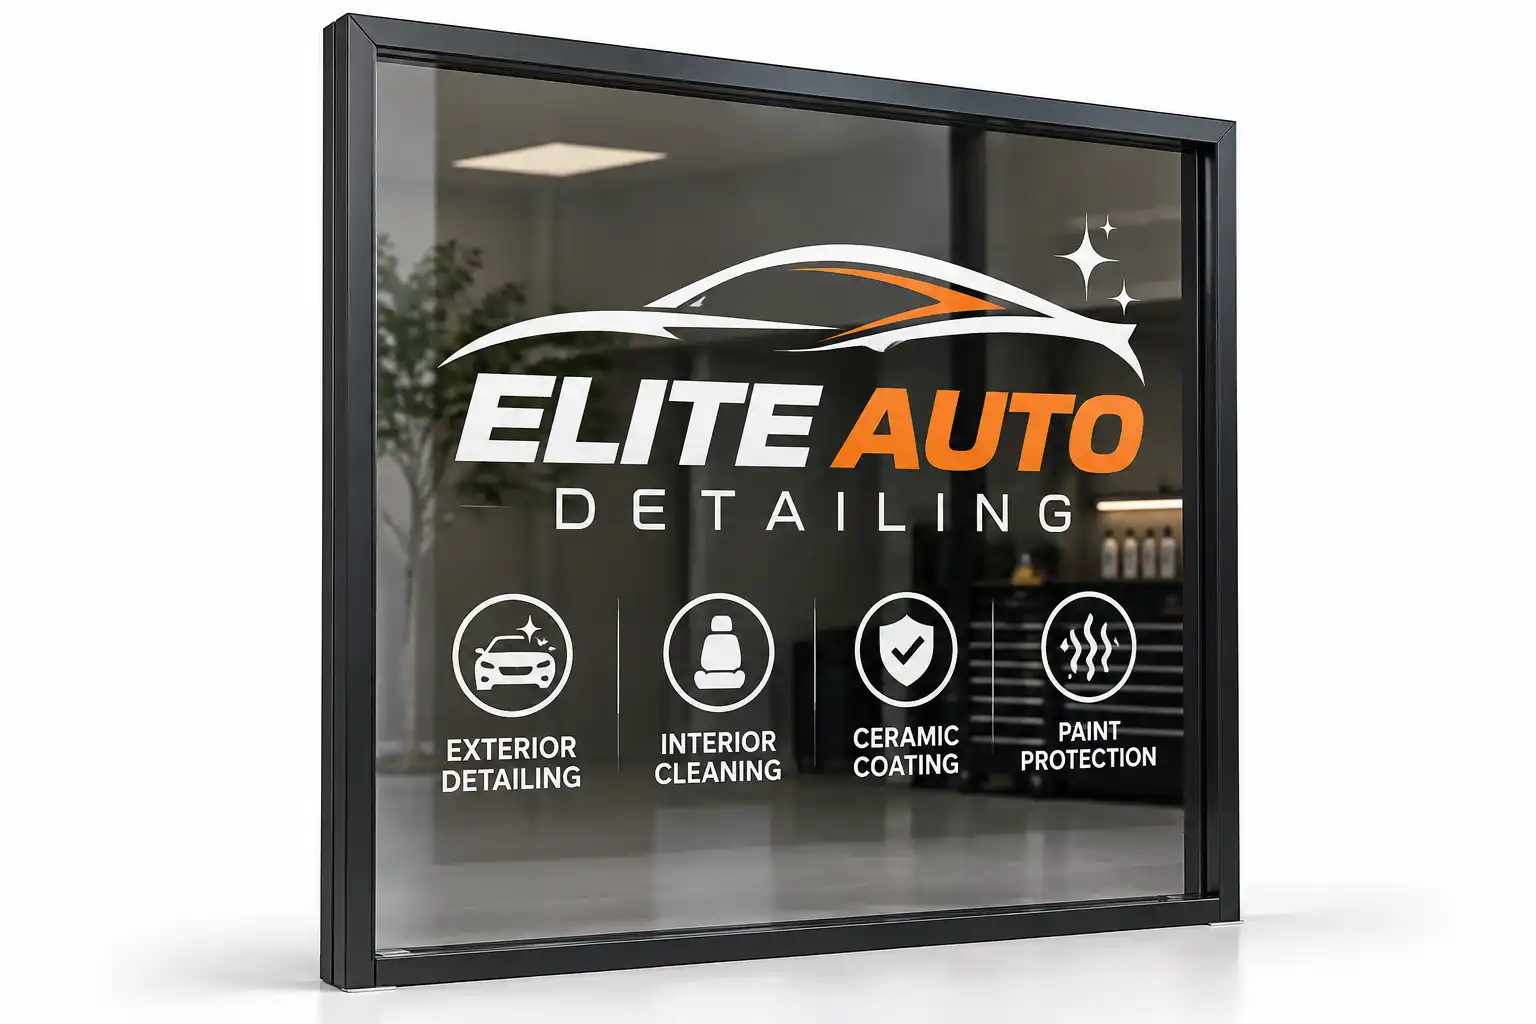 ELITE AUTO
DETAILING
EXTERIOR
DETAILING
INTERIOR
CLEANING
CERAMIC
COATING
PAINT
PROTECTION